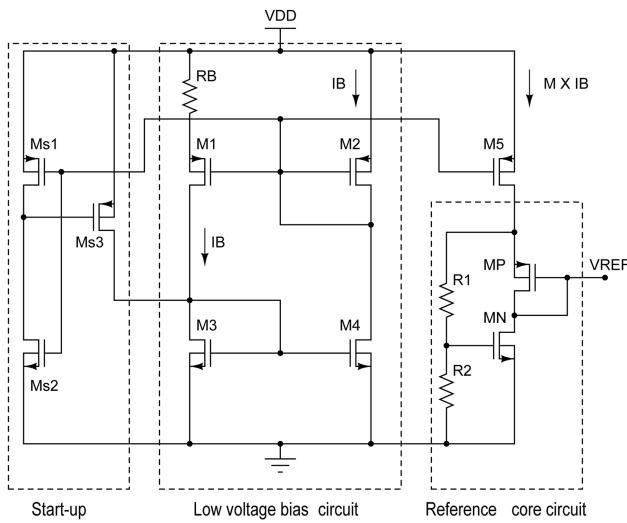 VDD
RB
IB
M X IB
Ms1
M1
M2
M5
Ms3
IB
MP
VREF
R1
M3
M4
MN
Ms2
R2
Start-up
Low voltage bias circuit
Reference core circuit